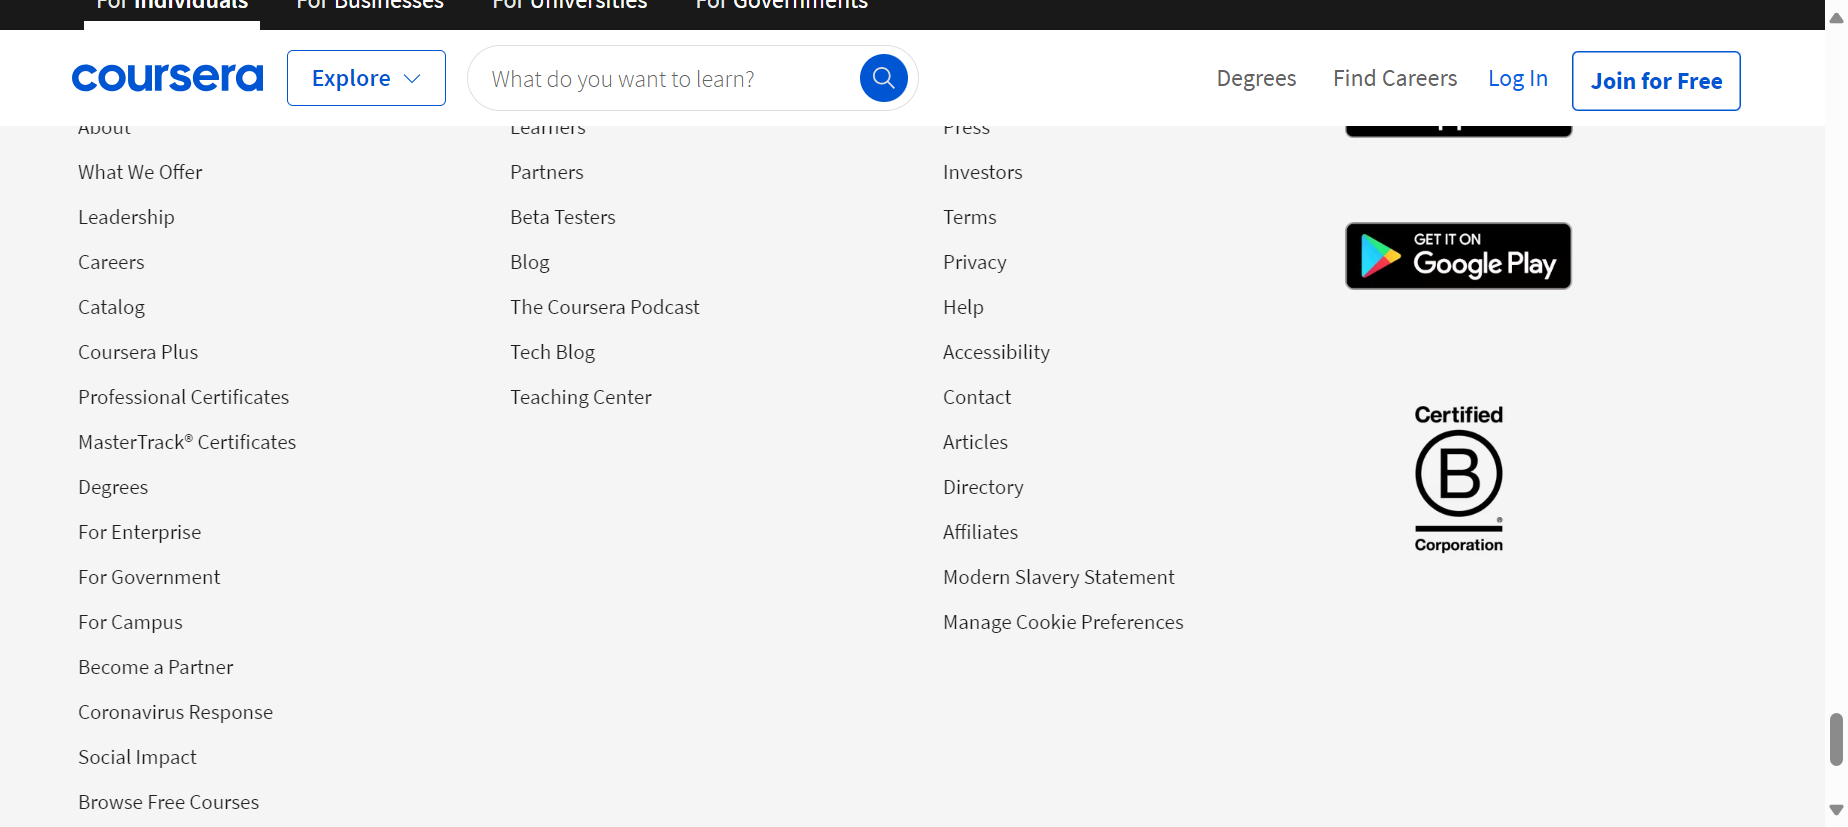 For Individuals
For Businesses
For Universities
For Governments
coursera
Explore
What do you want to learn?
Degrees
Find Careers
Log In
Join for Free
About
What We Offer
Leadership
Careers
Catalog
Coursera Plus
Professional Certificates
MasterTrack® Certificates
Degrees
For Enterprise
For Government
For Campus
Become a Partner
Coronavirus Response
Social Impact
Browse Free Courses
Learners
Partners
Beta Testers
Blog
The Coursera Podcast
Tech Blog
Teaching Center
Press
Investors
Terms
Privacy
Help
Accessibility
Contact
Articles
Directory
Affiliates
Modern Slavery Statement
Manage Cookie Preferences
GET IT ON
Google Play
Certified
B
®
Corporation